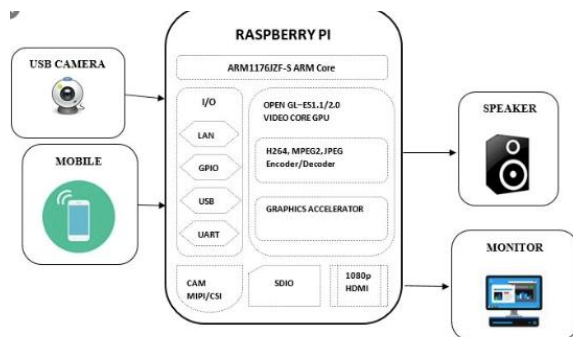 RASPBERRY PI
ARM1176JZF-S ARM Core
USB CAMERA
MOBILE
I/O
LAN
GPIO
USB
UART
OPEN GL-ES1.1/2.0
VIDEO CORE GPU
H264, MPEG2, JPEG
Encoder/Decoder
GRAPHICS ACCELERATOR
CAM
MIPI/CSI
SDIO
1080p
HDMI
SPEAKER
MONITOR